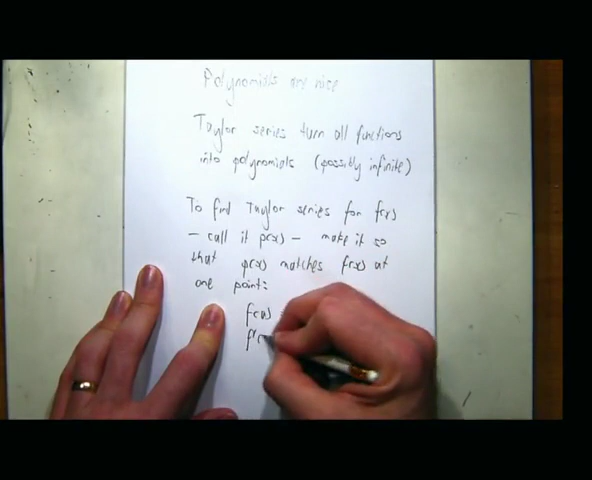 Polynomials are nice
Taylor series turn all functions
into polynomials (possibly infinite)
To find Taylor series for f(x)
- call it p(x) - make it so
that p(x) matches f(x) at
one point: